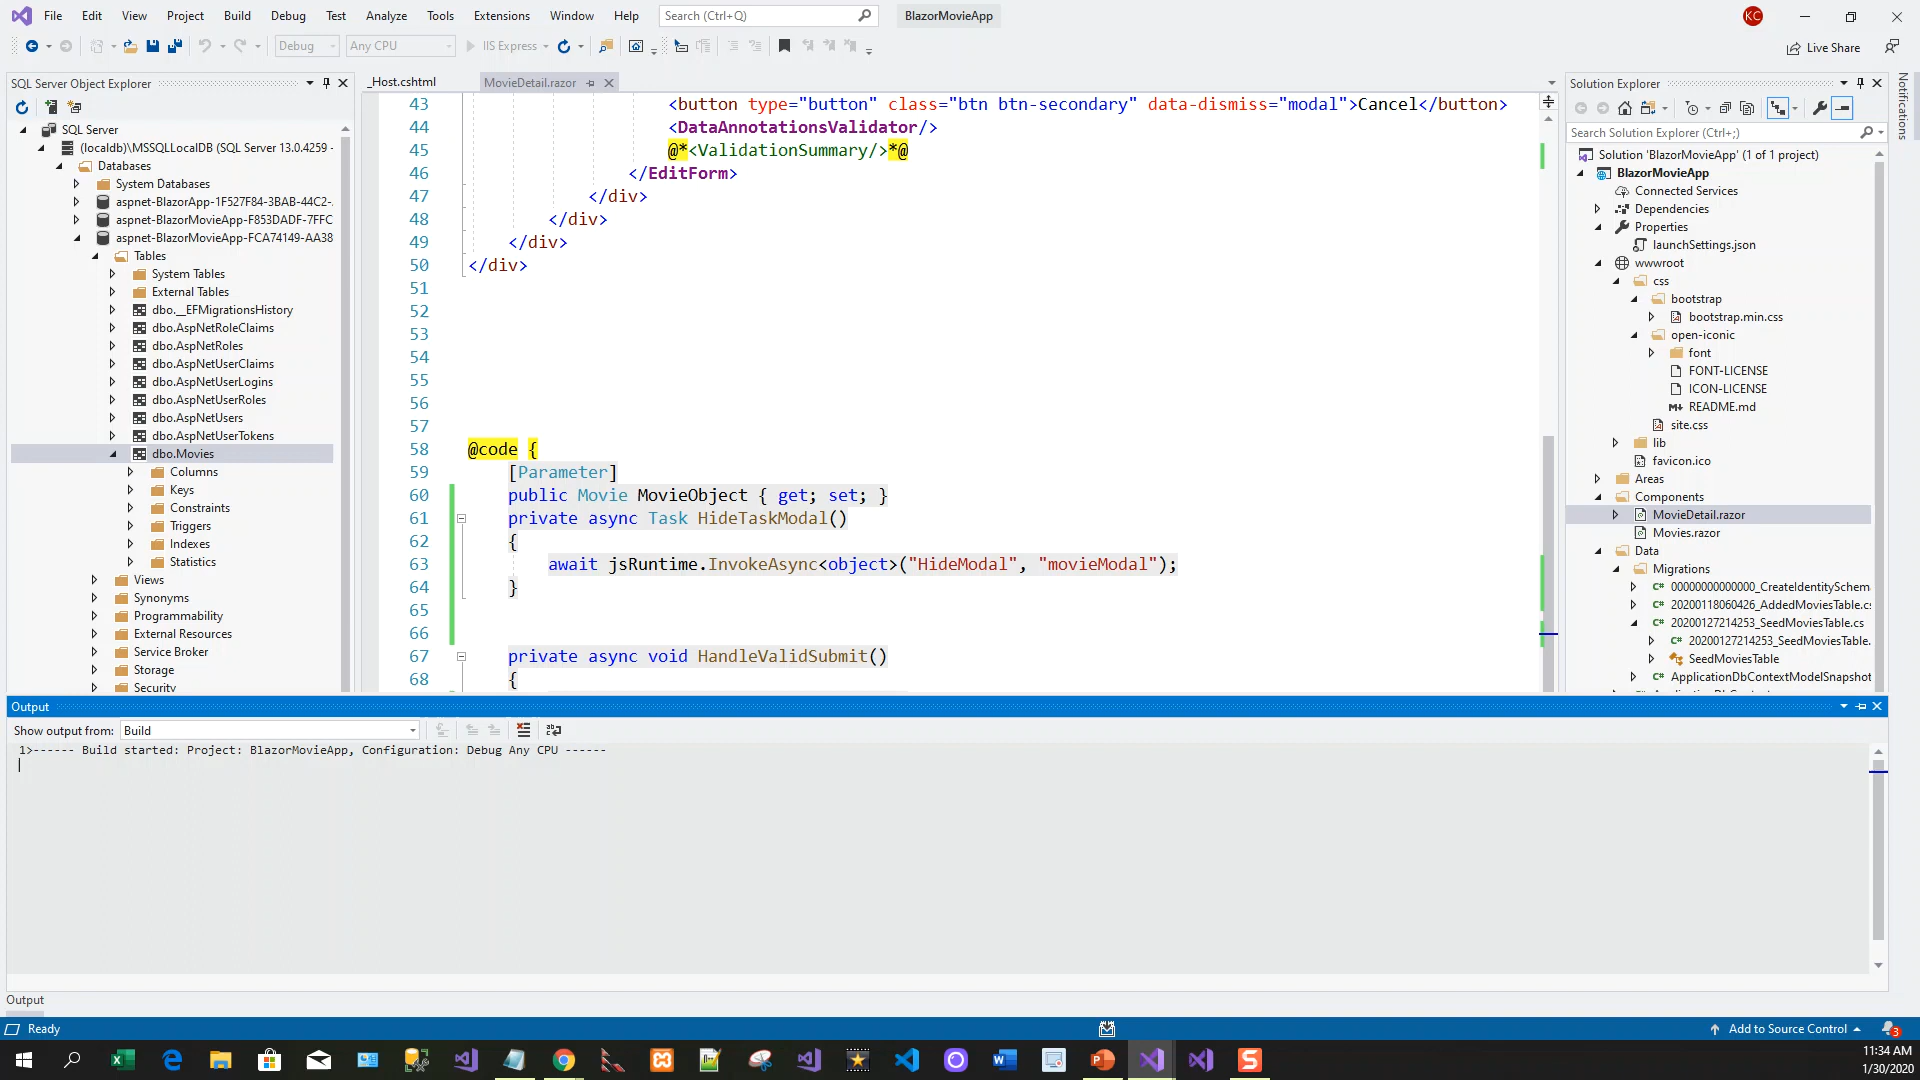 File Edit View Project Build Debug Test Analyze Tools Extensions Window Help Search (Ctrl+Q) BlazorMovieApp KC
Debug Any CPU IIS Express Live Share
SQL Server Object Explorer
SQL Server
(localdb)\MSSQLLocalDB (SQL Server 13.0.4259 -
Databases
System Databases
aspnet-BlazorApp-1F527F84-3BAB-44C2-.
aspnet-BlazorMovieApp-F853DADF-7FFC
aspnet-BlazorMovieApp-FCA74149-AA38
Tables
System Tables
External Tables
dbo.__EFMigrationsHistory
dbo.AspNetRoleClaims
dbo.AspNetRoles
dbo.AspNetUserClaims
dbo.AspNetUserLogins
dbo.AspNetUserRoles
dbo.AspNetUsers
dbo.AspNetUserTokens
dbo.Movies
Columns
Keys
Constraints
Triggers
Indexes
Statistics
Views
Synonyms
Programmability
External Resources
Service Broker
Storage
Security
_Host.cshtml MovieDetail.razor
43 <button type="button" class="btn btn-secondary" data-dismiss="modal">Cancel</button>
44 <DataAnnotationsValidator/>
45 @*<ValidationSummary/>*@
46 </EditForm>
47 </div>
48 </div>
49 </div>
50 </div>
51
52
53
54
55
56
57
58 @code {
59 [Parameter]
60 public Movie MovieObject { get; set; }
61 private async Task HideTaskModal()
62 {
63 await jsRuntime.InvokeAsync<object>("HideModal", "movieModal");
64 }
65
66
67 private async void HandleValidSubmit()
68 {
Solution Explorer
Search Solution Explorer (Ctrl+;)
Solution 'BlazorMovieApp' (1 of 1 project)
BlazorMovieApp
Connected Services
Dependencies
Properties
launchSettings.json
wwwroot
css
bootstrap
bootstrap.min.css
open-iconic
font
FONT-LICENSE
ICON-LICENSE
README.md
site.css
lib
favicon.ico
Areas
Components
MovieDetail.razor
Movies.razor
Data
Migrations
00000000000000_CreateIdentitySchem
20200118060426_AddedMoviesTable.cs
20200127214253_SeedMoviesTable.cs
20200127214253_SeedMoviesTable.
SeedMoviesTable
ApplicationDbContextModelSnapshot
Notifications
Output
Show output from: Build
1>------ Build started: Project: BlazorMovieApp, Configuration: Debug Any CPU ------
Output
Ready Add to Source Control 3
11:34 AM
1/30/2020